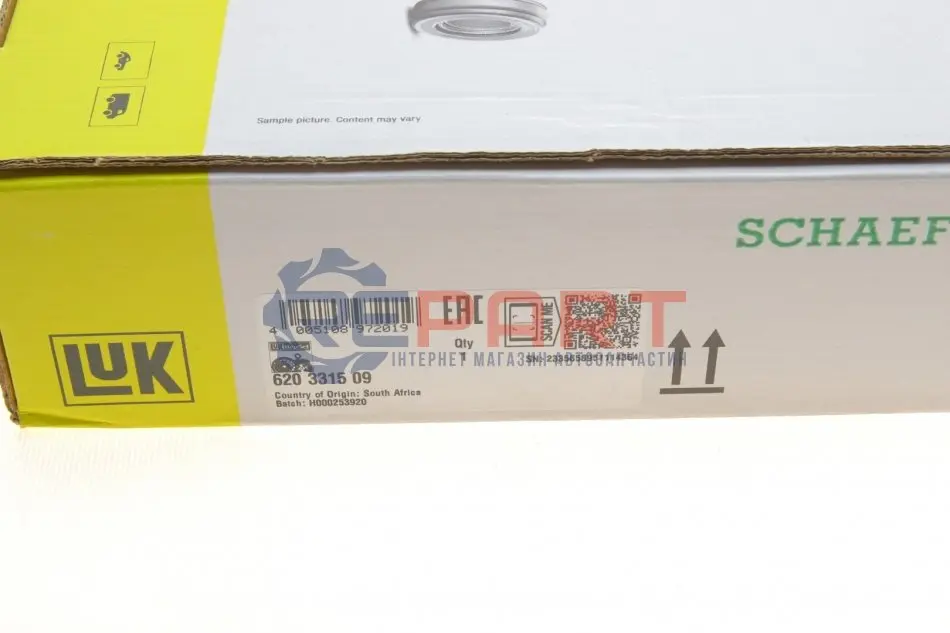 Sample picture. Content may vary
SCHAEF
LUK
4 005108 972019
EAC
Qty
1
SCAN ME
620 3315 09
Country of Origin: South Africa
Batch: H000253920
REPART
ІНТЕРНЕТ МАГАЗИН АВТОЗАПЧАСТИН